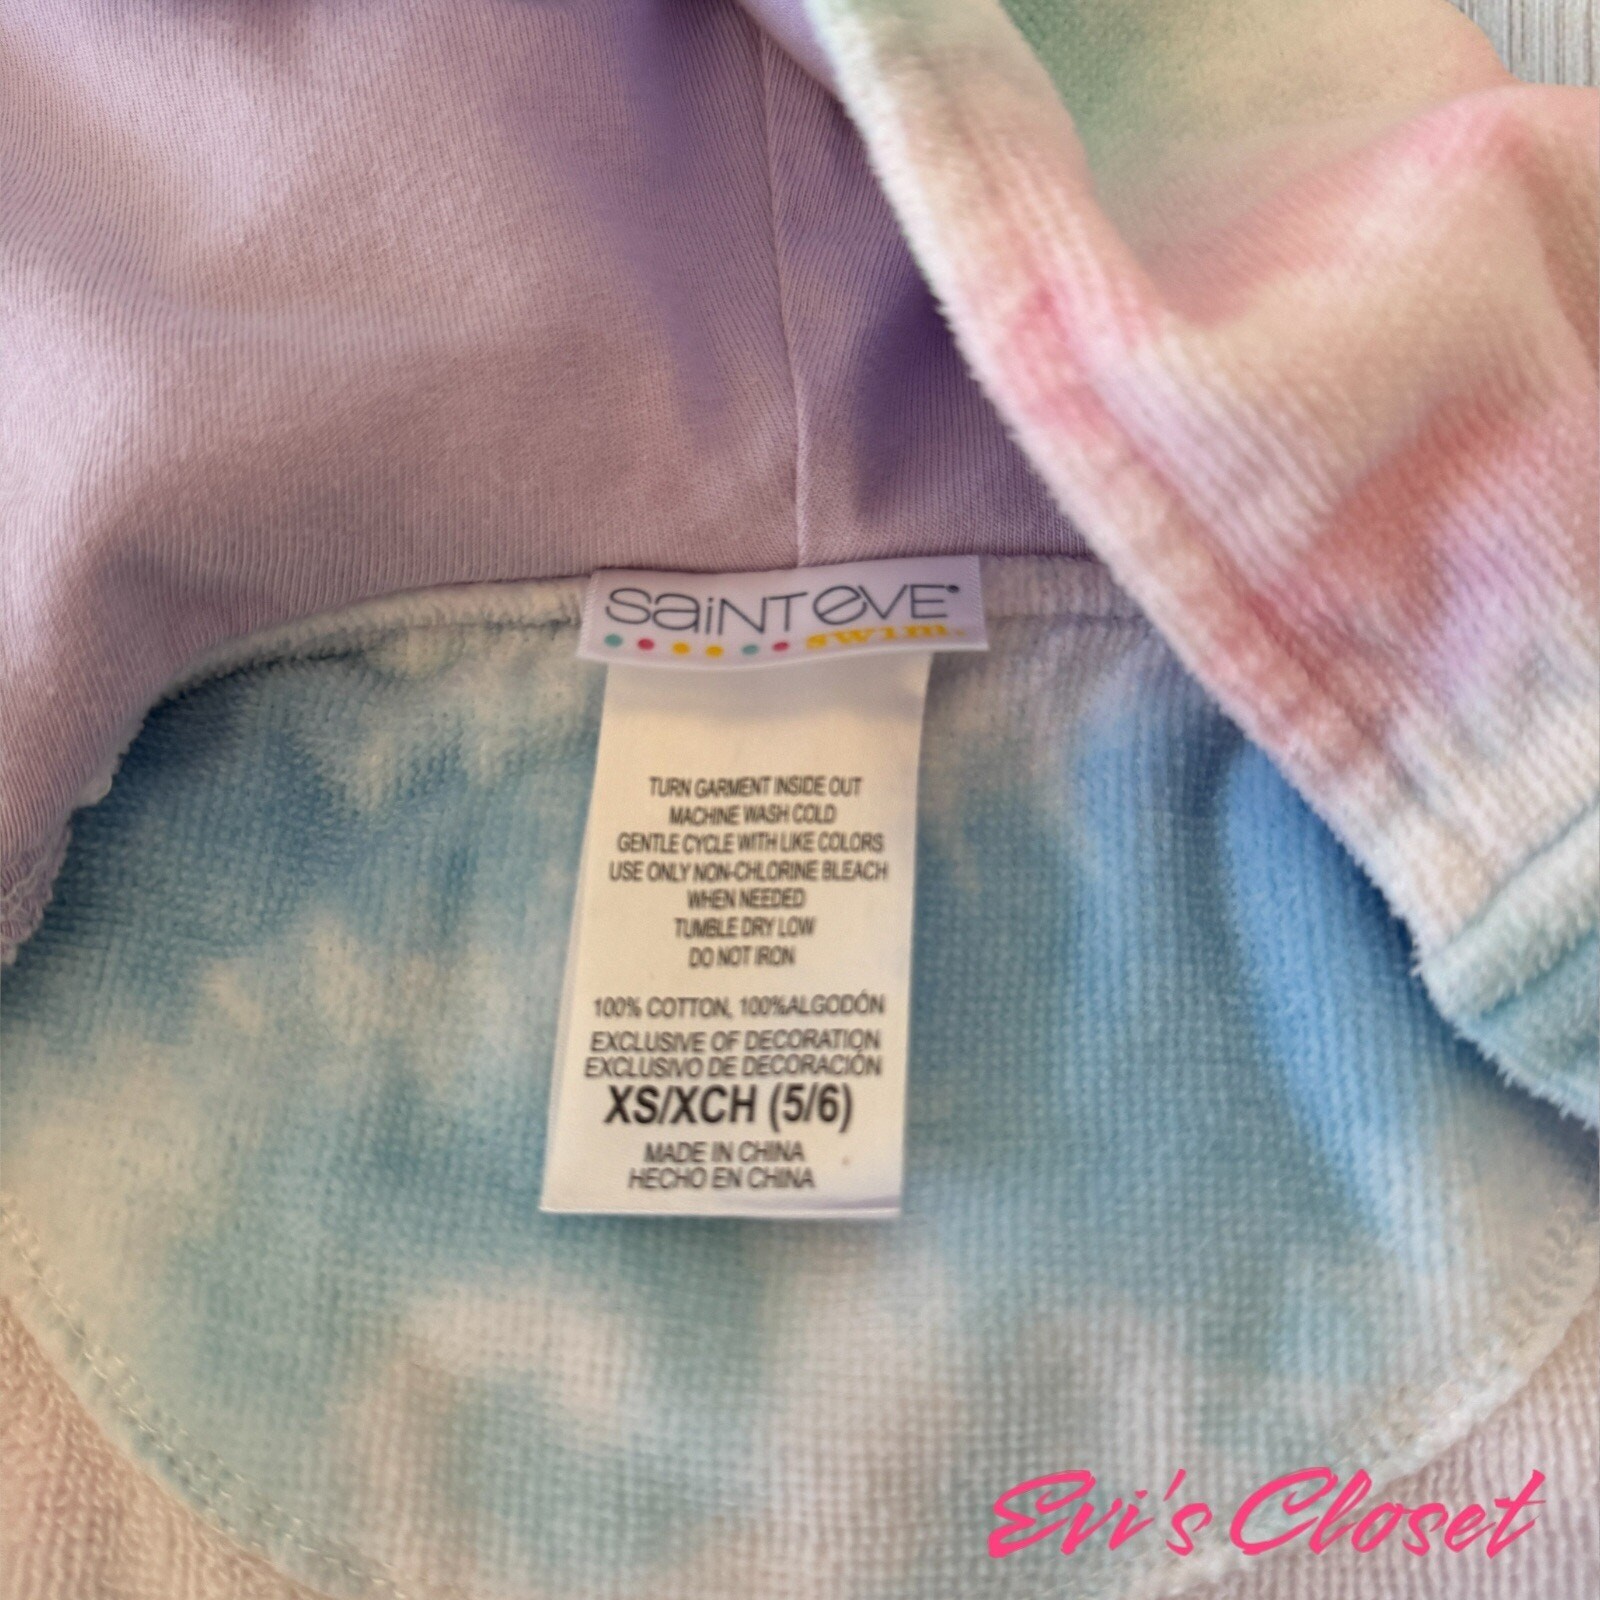 SaiNT eVE
swim.
TURN GARMENT INSIDE OUT
MACHINE WASH COLD
GENTLE CYCLE WITH LIKE COLORS
USE ONLY NON-CHLORINE BLEACH
WHEN NEEDED
TUMBLE DRY LOW
DO NOT IRON
100% COTTON, 100%ALGODÓN
EXCLUSIVE OF DECORATION
EXCLUSIVO DE DECORACIÓN
XS/XCH (5/6)
MADE IN CHINA
HECHO EN CHINA
Evi's Closet